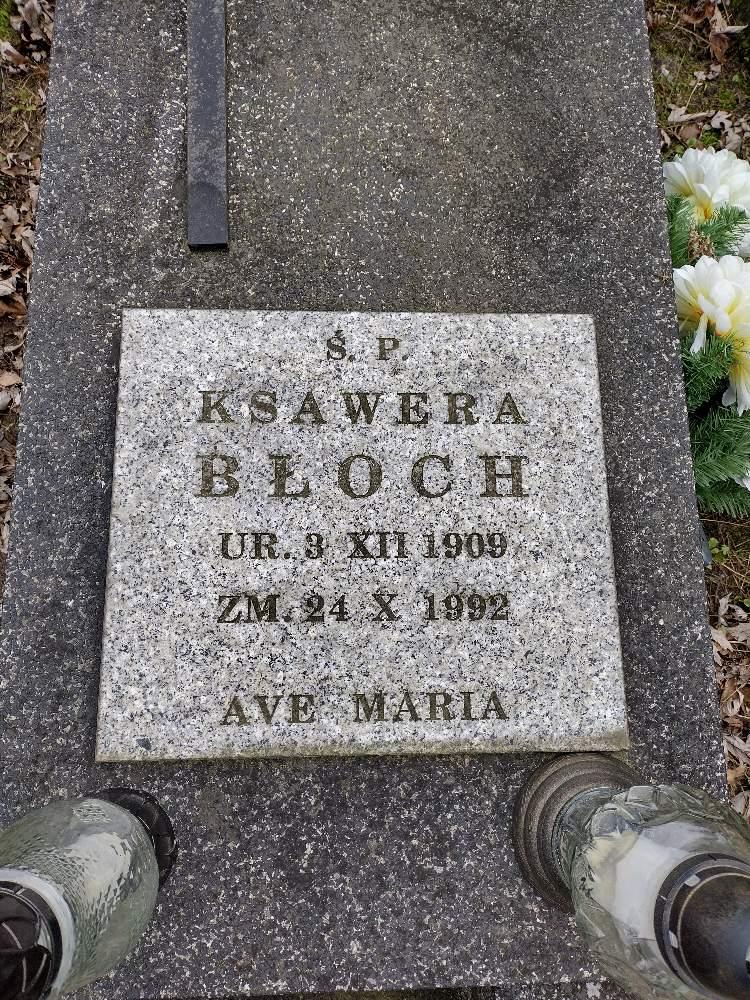 Ś. P.
KSAWERA
BŁOCH
UR. 3 XII 1909
ZM. 24 X 1992
AVE MARIA